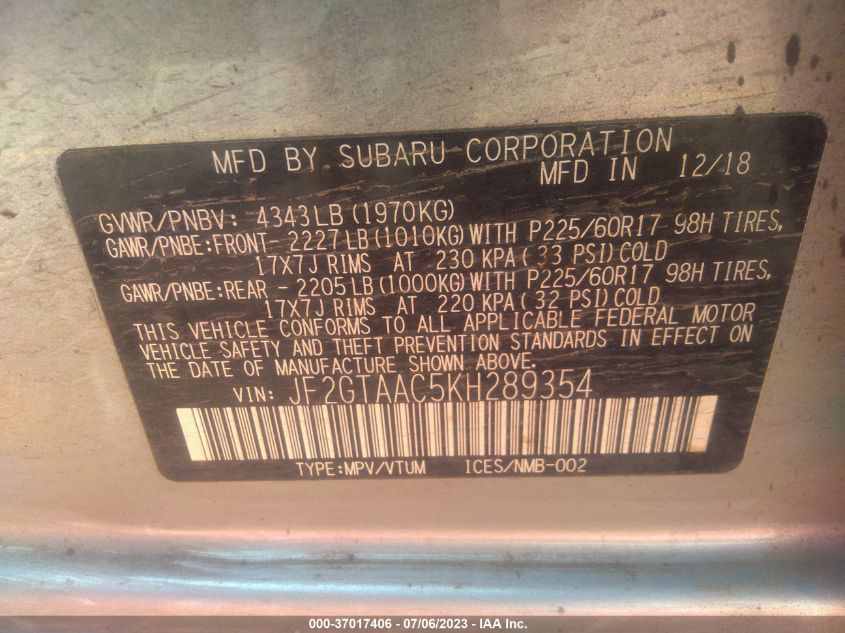 MFD BY SUBARU CORPORATION
MFD IN 12/18
GVWR/PNBV: 4343LB(1970KG)
GAWR/PNBE:FRONT- 2227LB(1010KG)WITH P225/60R17 98H TIRES,
17X7J RIMS AT 230 KPA(33 PSI)COLD
GAWR/PNBE:REAR - 2205LB(1000KG)WITH P225/60R17 98H TIRES,
17X7J RIMS AT 220 KPA(32 PSI)COLD
THIS VEHICLE CONFORMS TO ALL APPLICABLE FEDERAL MOTOR
VEHICLE SAFETY AND THEFT PREVENTION STANDARDS IN EFFECT ON
THE DATE OF MANUFACTURE SHOWN ABOVE.
VIN: JF2GTAAC5KH289354
TYPE:MPV/VTUM ICES/NMB-002
000-37017406 - 07/06/2023 - IAA Inc.